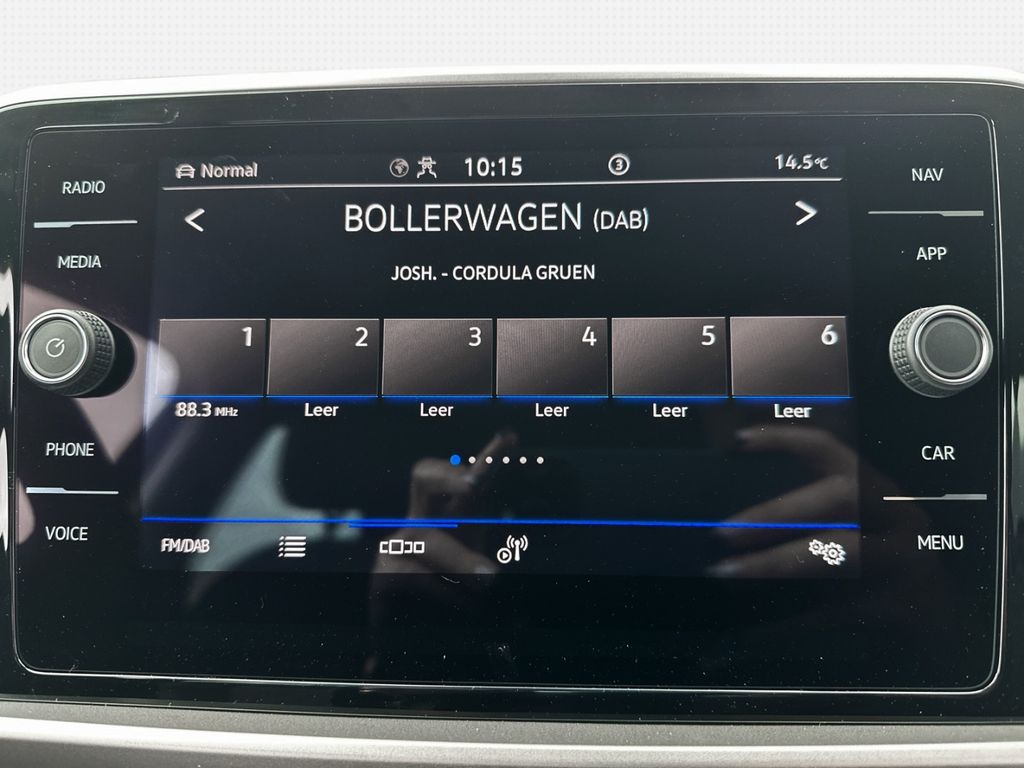 RADIO
MEDIA
PHONE
VOICE
Normal
10:15
3
14.5°C
< BOLLERWAGEN (DAB) >
JOSH. - CORDULA GRUEN
1 2 3 4 5 6
88.3 MHz Leer Leer Leer Leer Leer
FM/DAB
NAV
APP
CAR
MENU